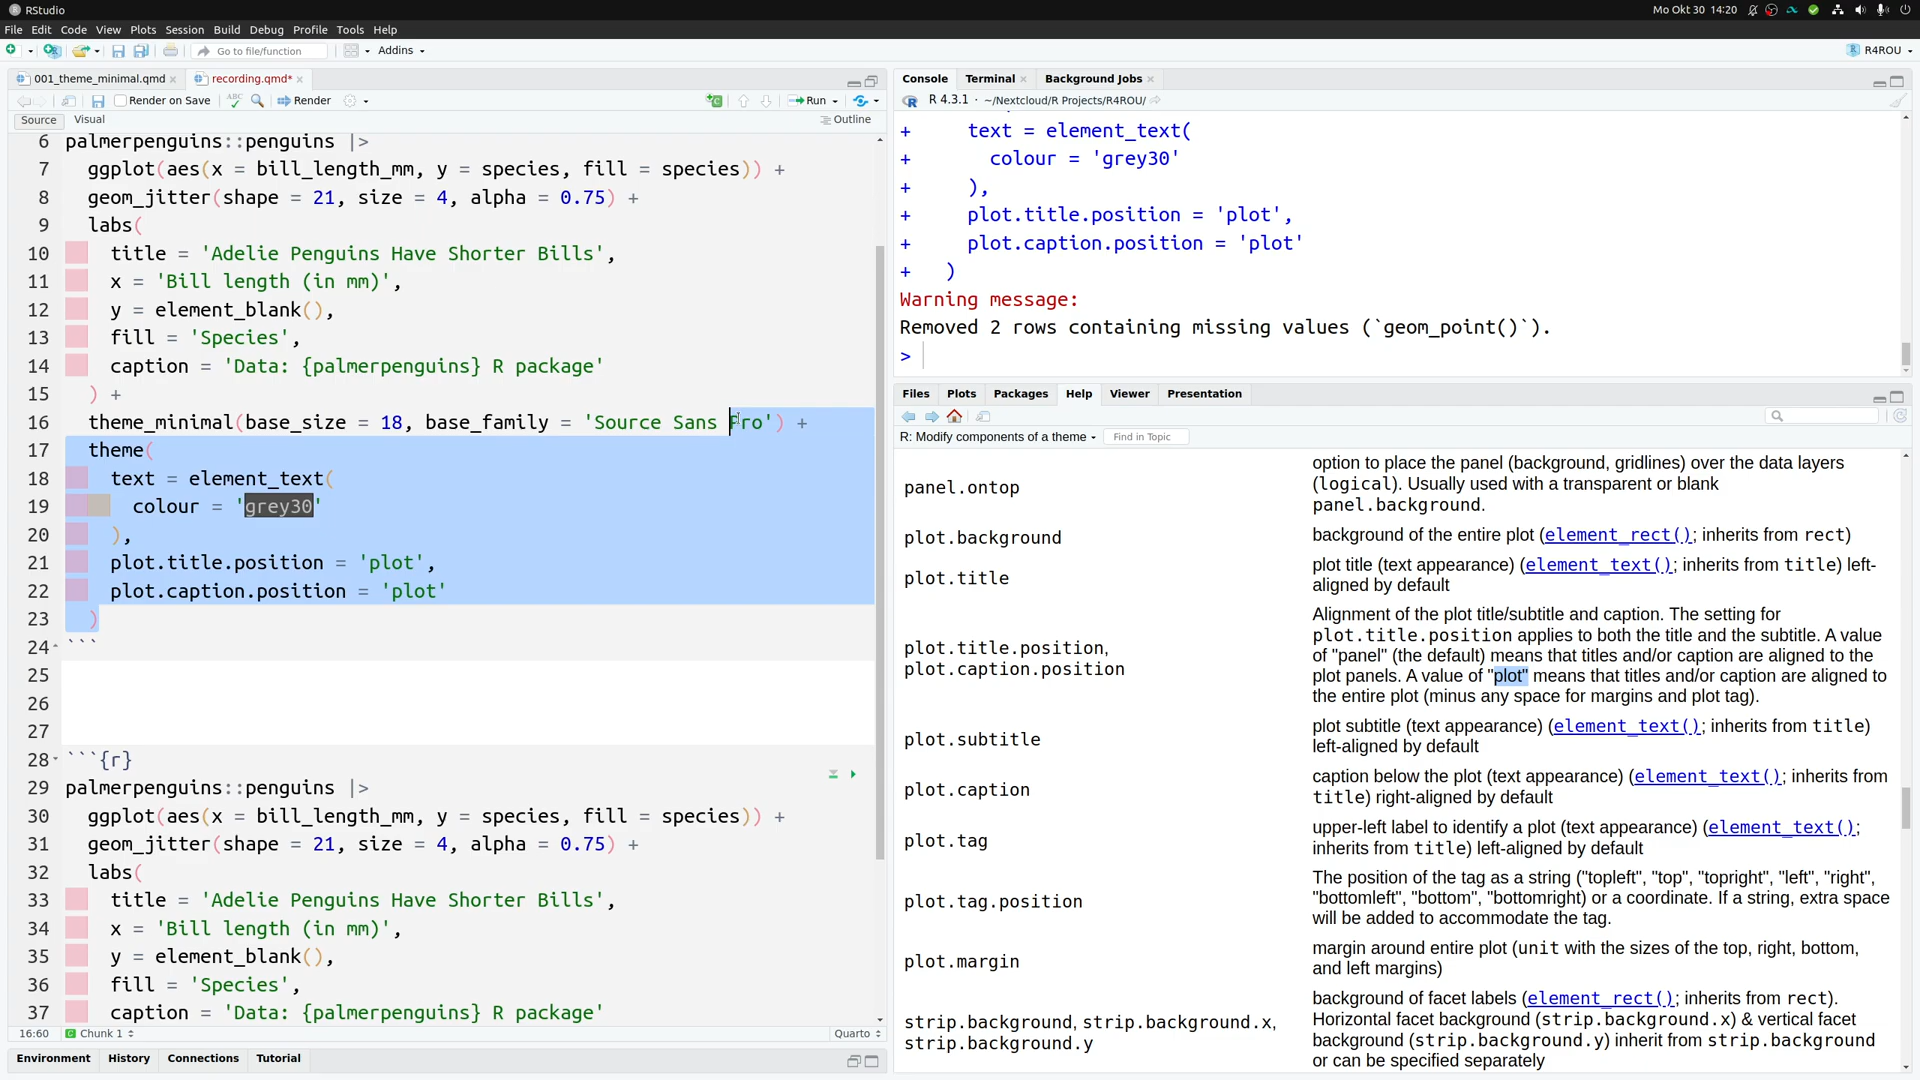 RStudio
Mo Okt 30 14:20
File Edit Code View Plots Session Build Debug Profile Tools Help
Go to file/function
Addins
R4ROU
001_theme_minimal.qmd
recording.qmd*
Render on Save
Render
Run
Source
Visual
Outline
6 palmerpenguins::penguins |>
7 ggplot(aes(x = bill_length_mm, y = species, fill = species)) +
8 geom_jitter(shape = 21, size = 4, alpha = 0.75) +
9 labs(
10 title = 'Adelie Penguins Have Shorter Bills',
11 x = 'Bill length (in mm)',
12 y = element_blank(),
13 fill = 'Species',
14 caption = 'Data: {palmerpenguins} R package'
15 ) +
16 theme_minimal(base_size = 18, base_family = 'Source Sans Pro') +
17 theme(
18 text = element_text(
19 colour = 'grey30'
20 ),
21 plot.title.position = 'plot',
22 plot.caption.position = 'plot'
23 )
24 ```
25
26
27
28 ```{r}
29 palmerpenguins::penguins |>
30 ggplot(aes(x = bill_length_mm, y = species, fill = species)) +
31 geom_jitter(shape = 21, size = 4, alpha = 0.75) +
32 labs(
33 title = 'Adelie Penguins Have Shorter Bills',
34 x = 'Bill length (in mm)',
35 y = element_blank(),
36 fill = 'Species',
37 caption = 'Data: {palmerpenguins} R package'
16:60
Chunk 1
Quarto
Environment History Connections Tutorial
Console Terminal Background Jobs
R 4.3.1 · ~/Nextcloud/R Projects/R4ROU/
+ text = element_text(
+ colour = 'grey30'
+ ),
+ plot.title.position = 'plot',
+ plot.caption.position = 'plot'
+ )
Warning message:
Removed 2 rows containing missing values (`geom_point()`).
>
Files Plots Packages Help Viewer Presentation
R: Modify components of a theme
Find in Topic
panel.ontop
option to place the panel (background, gridlines) over the data layers
(logical). Usually used with a transparent or blank
panel.background.
plot.background
background of the entire plot (element_rect(); inherits from rect)
plot.title
plot title (text appearance) (element_text(); inherits from title) left-
aligned by default
plot.title.position,
plot.caption.position
Alignment of the plot title/subtitle and caption. The setting for
plot.title.position applies to both the title and the subtitle. A value
of "panel" (the default) means that titles and/or caption are aligned to the
plot panels. A value of "plot" means that titles and/or caption are aligned to
the entire plot (minus any space for margins and plot tag).
plot.subtitle
plot subtitle (text appearance) (element_text(); inherits from title)
left-aligned by default
plot.caption
caption below the plot (text appearance) (element_text(); inherits from
title) right-aligned by default
plot.tag
upper-left label to identify a plot (text appearance) (element_text();
inherits from title) left-aligned by default
plot.tag.position
The position of the tag as a string ("topleft", "top", "topright", "left", "right",
"bottomleft", "bottom", "bottomright) or a coordinate. If a string, extra space
will be added to accommodate the tag.
plot.margin
margin around entire plot (unit with the sizes of the top, right, bottom,
and left margins)
strip.background, strip.background.x,
strip.background.y
background of facet labels (element_rect(); inherits from rect).
Horizontal facet background (strip.background.x) & vertical facet
background (strip.background.y) inherit from strip.background
or can be specified separately